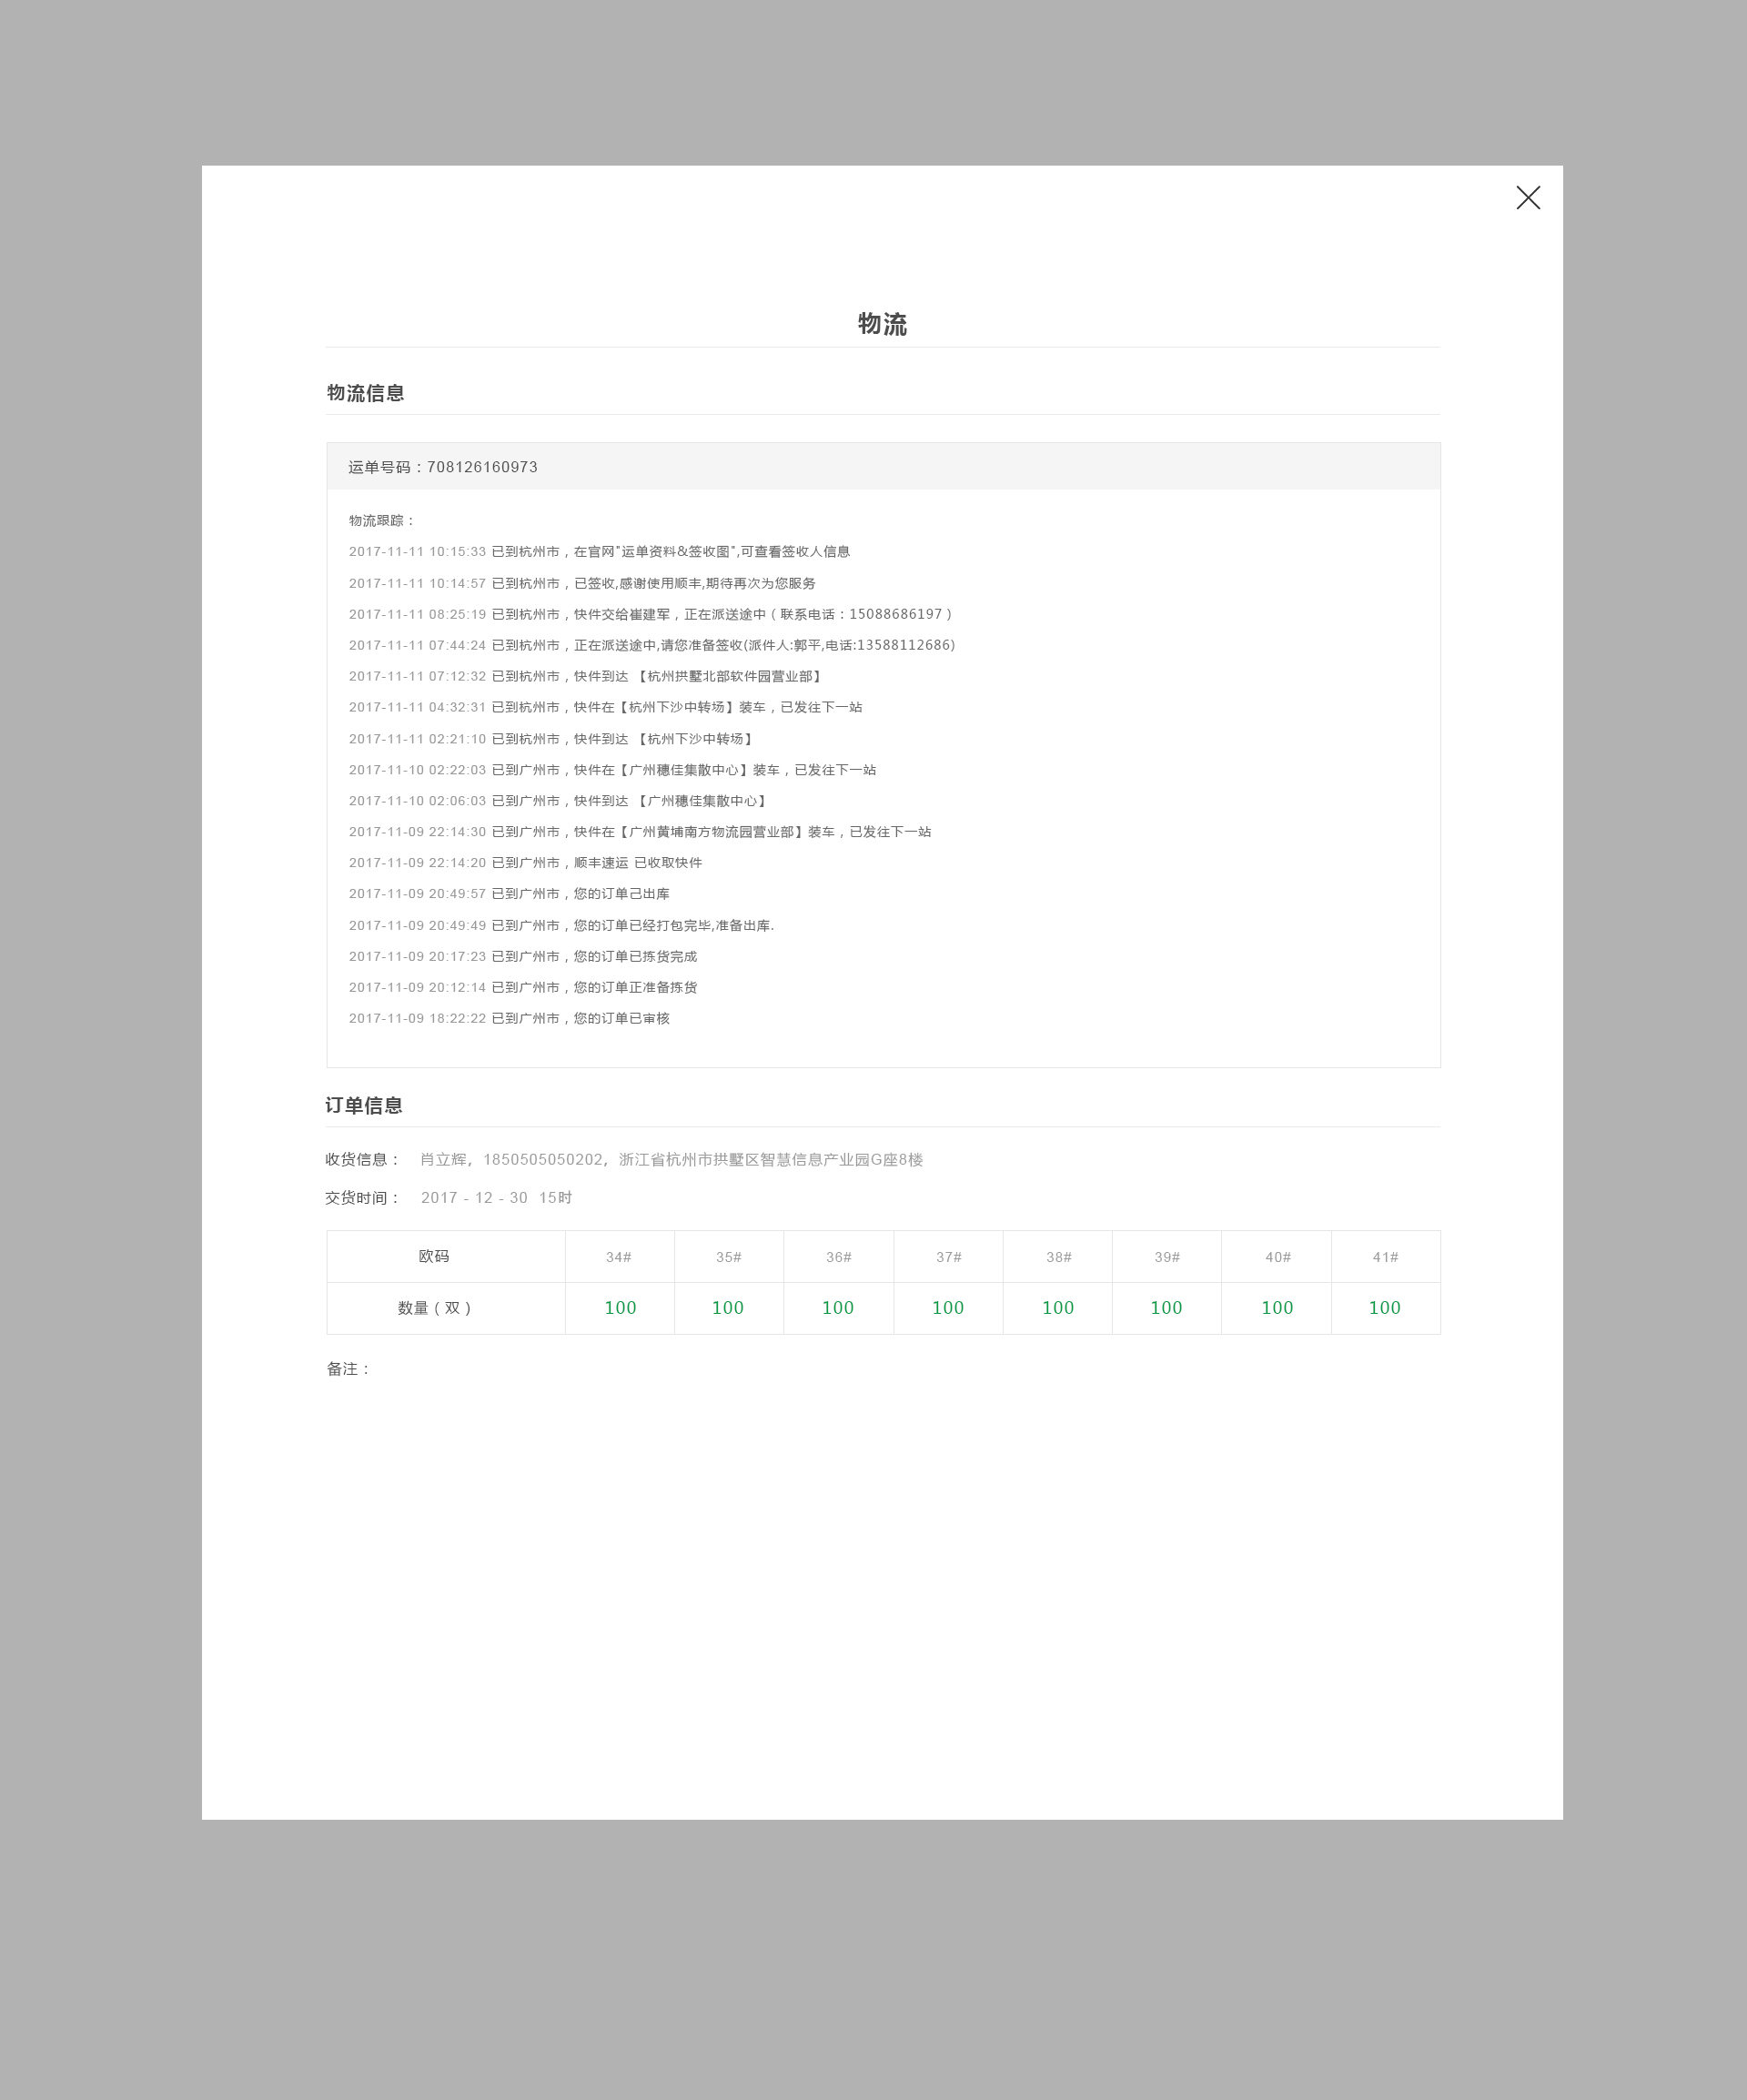 物流
物流信息
运单号码：708126160973
物流跟踪：
2017-11-11 10:15:33 已到杭州市，在官网"运单资料&签收图",可查看签收人信息
2017-11-11 10:14:57 已到杭州市，已签收,感谢使用顺丰,期待再次为您服务
2017-11-11 08:25:19 已到杭州市，快件交给崔建军，正在派送途中（联系电话：15088686197）
2017-11-11 07:44:24 已到杭州市，正在派送途中,请您准备签收(派件人:郭平,电话:13588112686)
2017-11-11 07:12:32 已到杭州市，快件到达 【杭州拱墅北部软件园营业部】
2017-11-11 04:32:31 已到杭州市，快件在【杭州下沙中转场】装车，已发往下一站
2017-11-11 02:21:10 已到杭州市，快件到达 【杭州下沙中转场】
2017-11-10 02:22:03 已到广州市，快件在【广州穗佳集散中心】装车，已发往下一站
2017-11-10 02:06:03 已到广州市，快件到达 【广州穗佳集散中心】
2017-11-09 22:14:30 已到广州市，快件在【广州黄埔南方物流园营业部】装车，已发往下一站
2017-11-09 22:14:20 已到广州市，顺丰速运 已收取快件
2017-11-09 20:49:57 已到广州市，您的订单己出库
2017-11-09 20:49:49 已到广州市，您的订单已经打包完毕,准备出库.
2017-11-09 20:17:23 已到广州市，您的订单已拣货完成
2017-11-09 20:12:14 已到广州市，您的订单正准备拣货
2017-11-09 18:22:22 已到广州市，您的订单已审核
订单信息
收货信息： 肖立辉，1850505050202，浙江省杭州市拱墅区智慧信息产业园G座8楼
交货时间： 2017 - 12 - 30 15时
欧码 34# 35# 36# 37# 38# 39# 40# 41#
数量（双） 100 100 100 100 100 100 100 100
备注：